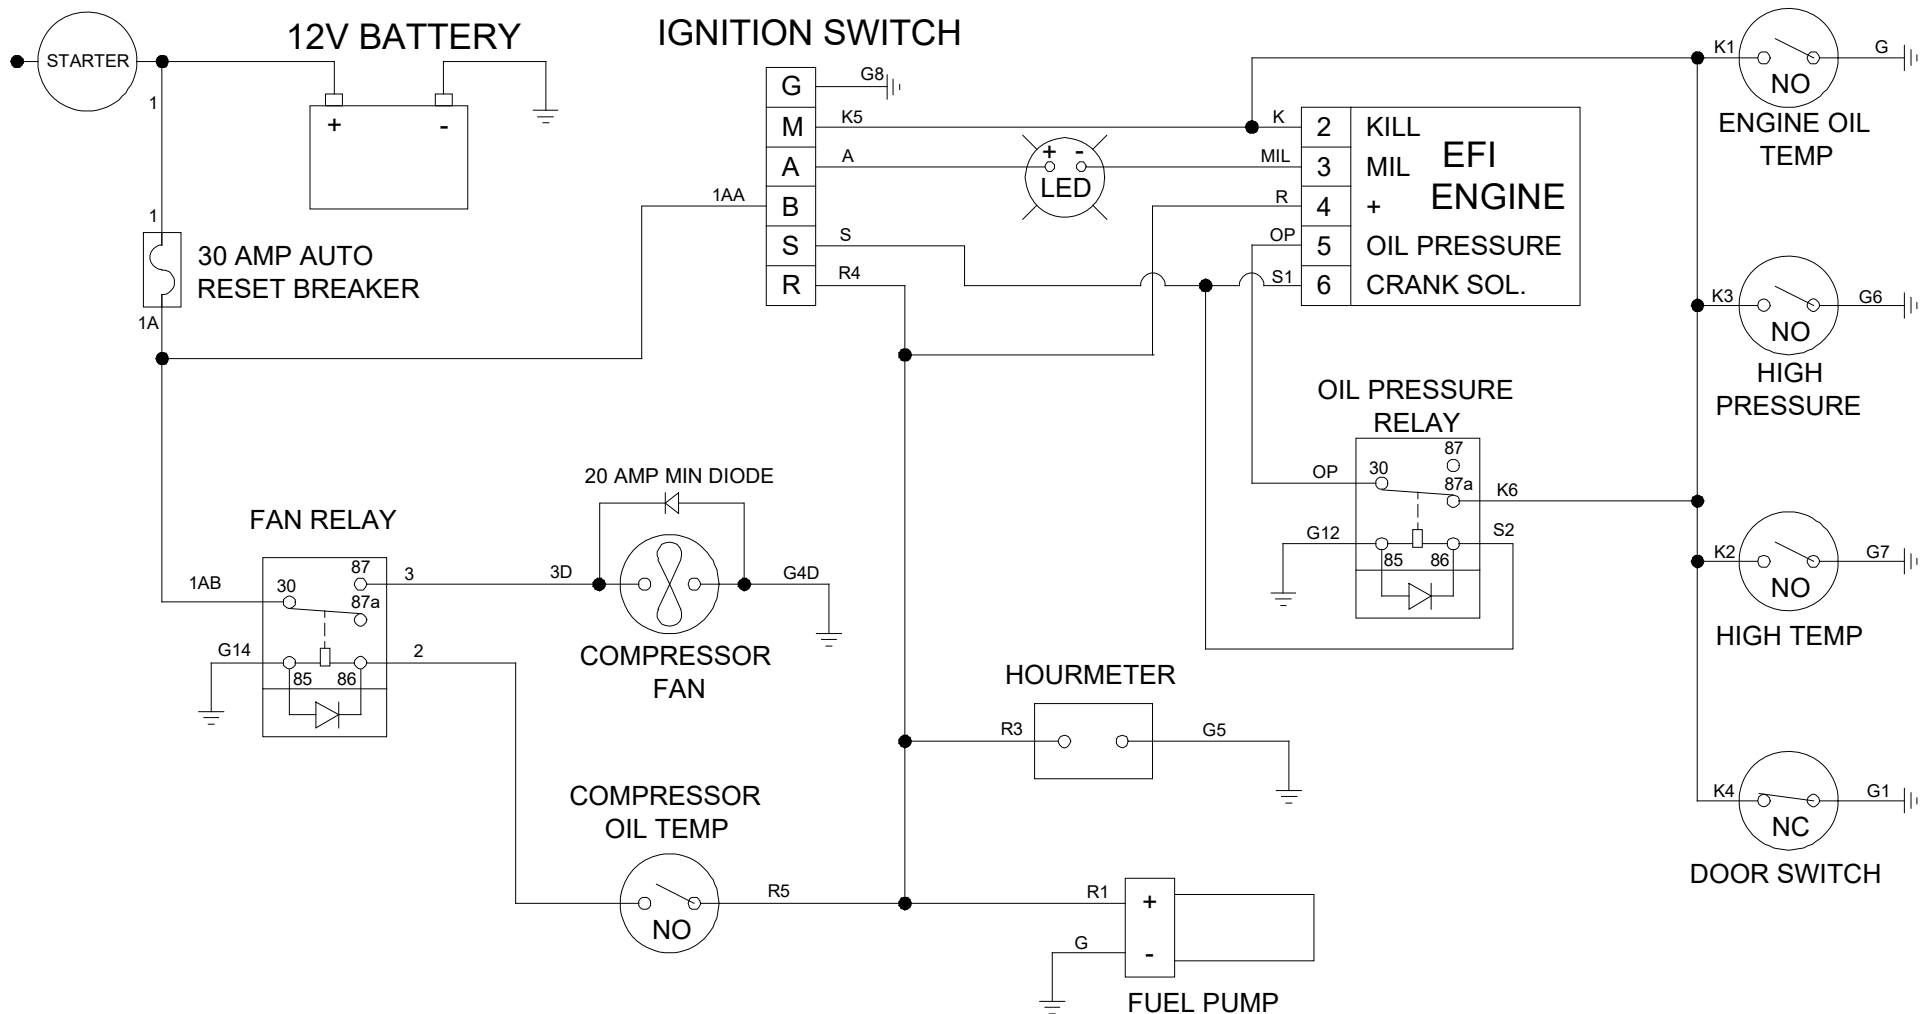 STARTER
12V BATTERY
+ -
1
1
30 AMP AUTO
RESET BREAKER
1A
IGNITION SWITCH
G G8
M K5
A A
1AA B
S S
R R4
+ -
LED
K
MIL
R
OP
S1
2 KILL
3 MIL
4 +
5 OIL PRESSURE
6 CRANK SOL.
EFI
ENGINE
K1 G
NO
ENGINE OIL
TEMP
K3 G6
NO
HIGH
PRESSURE
K2 G7
NO
HIGH TEMP
K4 G1
NC
DOOR SWITCH
OIL PRESSURE
RELAY
87
OP 30
87a K6
G12 S2
85 86
20 AMP MIN DIODE
FAN RELAY
87 3 3D G4D
1AB 30
87a
G14 2
85 86
COMPRESSOR
FAN
HOURMETER
R3 G5
COMPRESSOR
OIL TEMP
NO
R5
R1 +
G -
FUEL PUMP